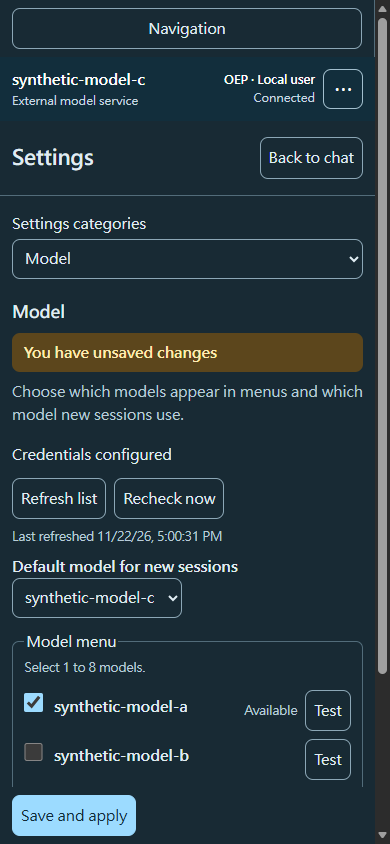 Navigation
synthetic-model-c
OEP · Local user
External model service
Connected
...
Settings
Back to chat
Settings categories
Model
Model
You have unsaved changes
Choose which models appear in menus and which
model new sessions use.
Credentials configured
Refresh list
Recheck now
Last refreshed 11/22/26, 5:00:31 PM
Default model for new sessions
synthetic-model-c
Model menu
Select 1 to 8 models.
synthetic-model-a
Available
Test
synthetic-model-b
Test
Save and apply